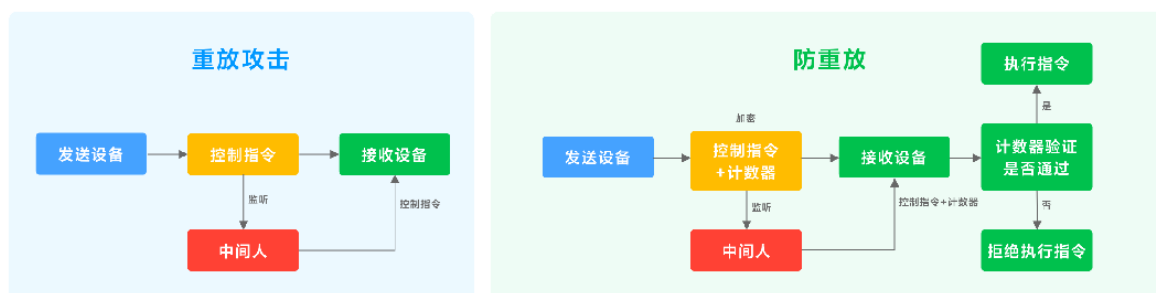 重放攻击
发送设备
控制指令
接收设备
监听
控制指令
中间人
防重放
执行指令
是
加密
发送设备
控制指令
+计数器
接收设备
计数器验证
是否通过
监听
控制指令+计数器
否
中间人
拒绝执行指令